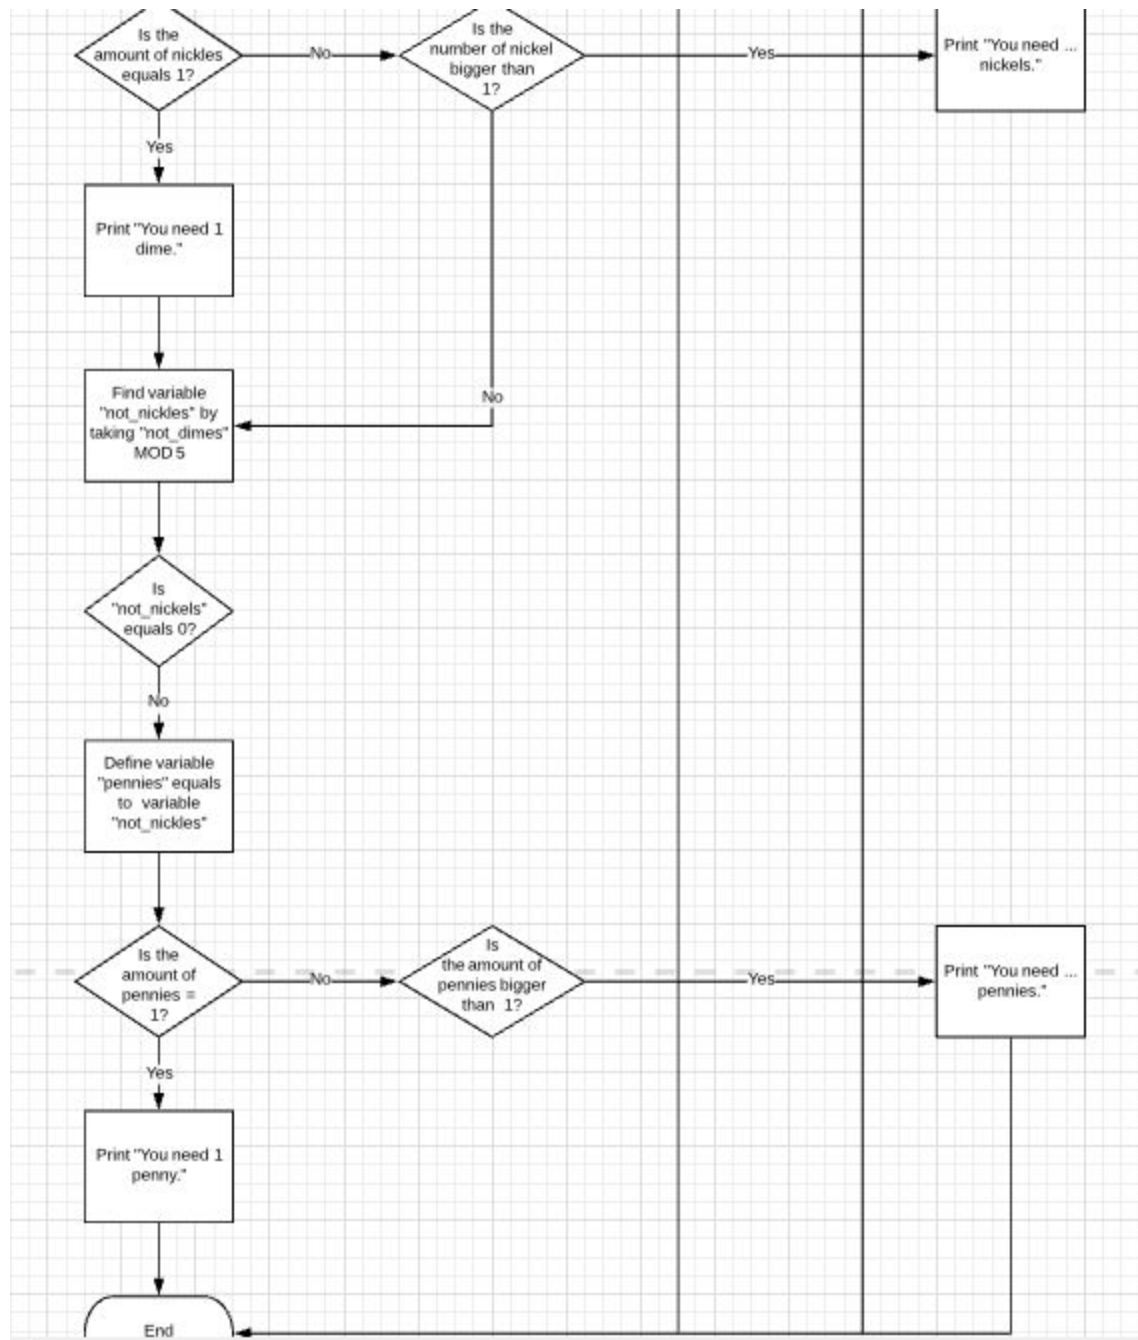 Is the
amount of nickles
equals 1?
No
Is the
number of nickel
bigger than
1?
Yes
Print "You need ...
nickels."
Yes
Print "You need 1
dime."
No
Find variable
"not_nickles" by
taking "not_dimes"
MOD 5
Is
"not_nickels"
equals 0?
No
Define variable
"pennies" equals
to variable
"not_nickles"
Is the
amount of
pennies =
1?
No
Is
the amount of
pennies bigger
than 1?
Yes
Print "You need ...
pennies."
Yes
Print "You need 1
penny."
End